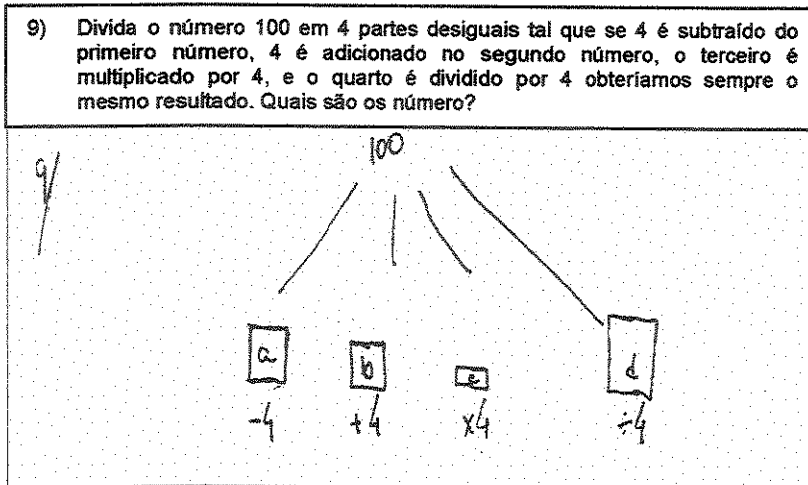 9) Divida o número 100 em 4 partes desiguais tal que se 4 é subtraído do
primeiro número, 4 é adicionado no segundo número, o terceiro é
multiplicado por 4, e o quarto é dividido por 4 obteríamos sempre o
mesmo resultado. Quais são os número?
9/
100
a b c d
-4 +4 x4 ÷4